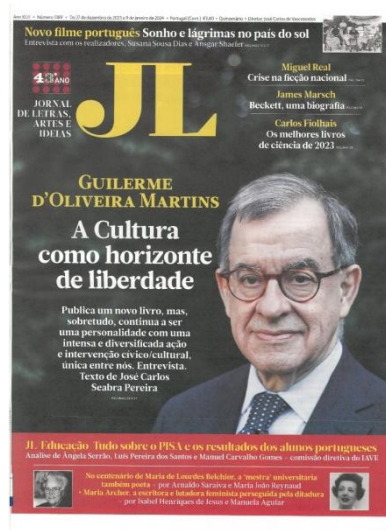 Novo filme português Sonho e lágrimas no país do sol
Entrevista com os realizadores, Susana Sousa Dias e Ansgar Shaefer
43º ANO
JORNAL
DE LETRAS,
ARTES E
IDEIAS
JL
Miguel Real
Crise na ficção nacional
James Marsch
Beckett, uma biografia
Carlos Fiolhais
Os melhores livros
de ciência de 2023
GUILERME
D'OLIVEIRA MARTINS
A Cultura
como horizonte
de liberdade
Publica um novo livro, mas,
sobretudo, continua a ser
uma personalidade com uma
intensa e diversificada ação
e intervenção cívico/cultural,
única entre nós. Entrevista.
Texto de José Carlos
Seabra Pereira
JL Educação Tudo sobre o PISA e os resultados dos alunos portugueses
Análise de Ângela Serrão, Luís Pereira dos Santos e Manuel Carvalho Gomes - comissão diretiva do IAVE
No centenário de Maria de Lourdes Belchior, a 'mestra' universitária
também poeta - por Arnaldo Saraiva e Maria João Reynaud
• Maria Archer, a escritora e lutadora feminista perseguida pela ditadura
- por Isabel Henriques de Jesus e Manuela Aguiar